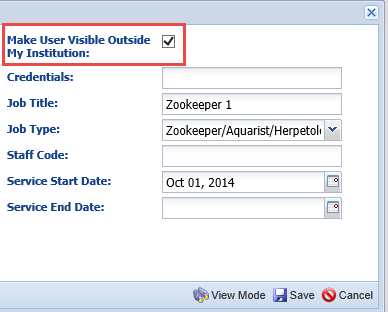 Make User Visible Outside
My Institution:
Credentials:
Job Title: Zookeeper 1
Job Type: Zookeeper/Aquarist/Herpetol
Staff Code:
Service Start Date: Oct 01, 2014
Service End Date:
View Mode Save Cancel